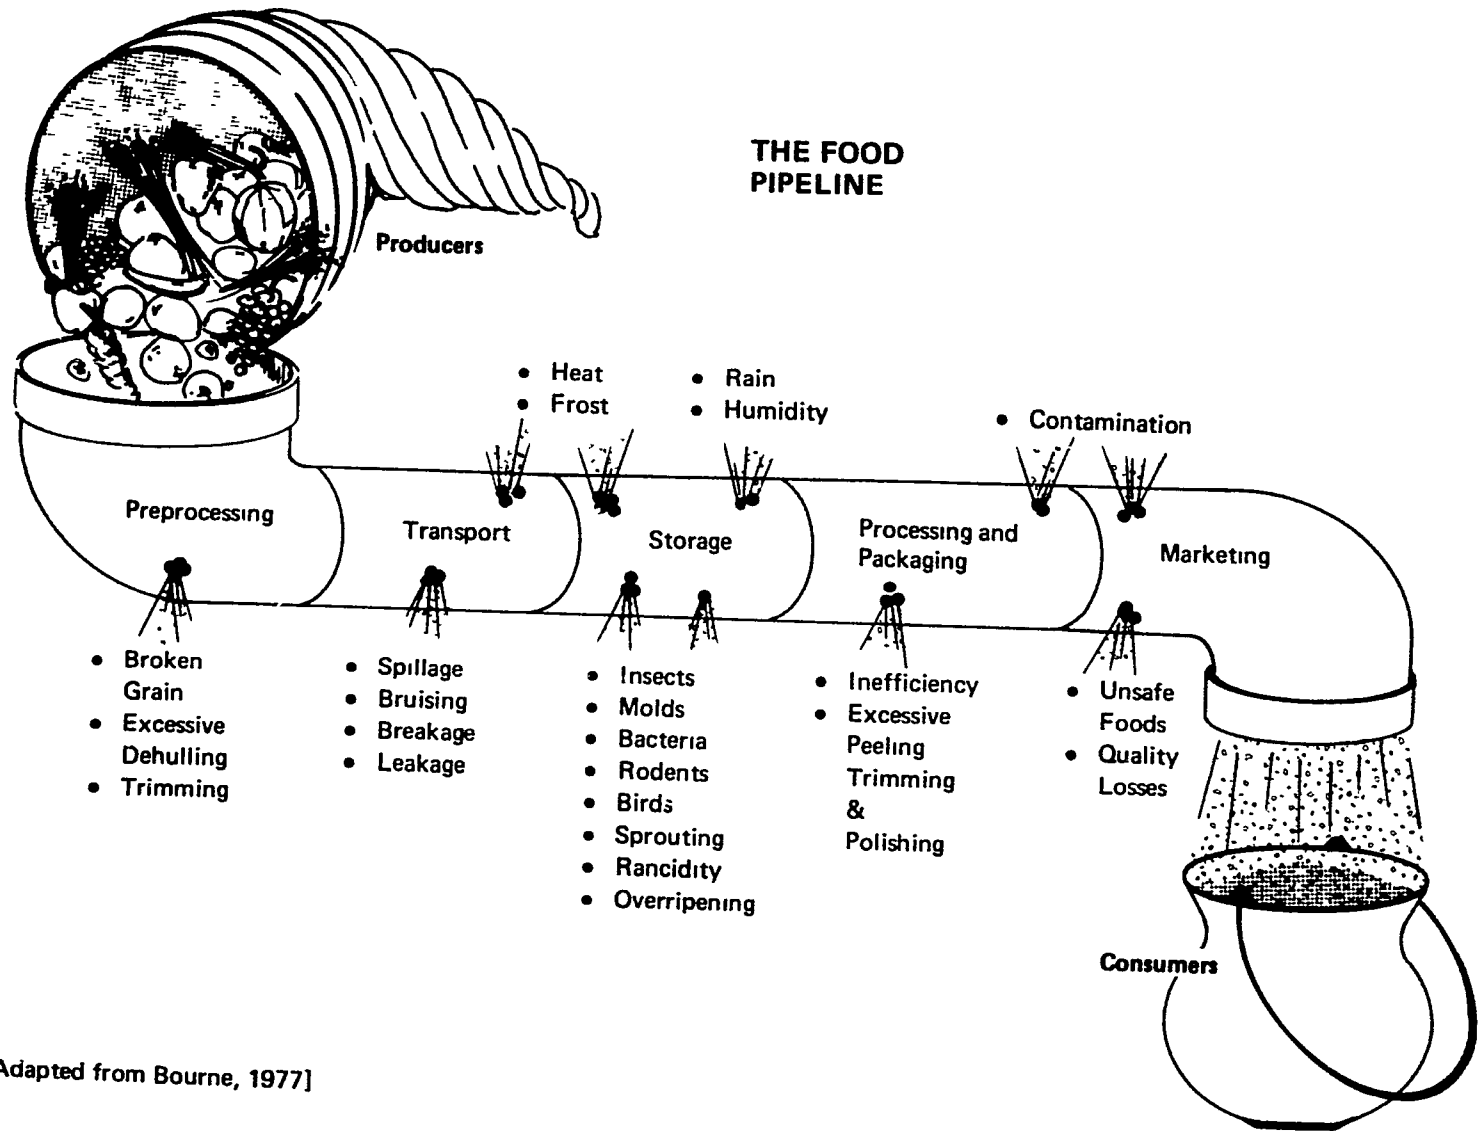 THE FOOD
PIPELINE
Producers
• Heat
• Frost
• Rain
• Humidity
• Contamination
Preprocessing
Transport
Storage
Processing and
Packaging
Marketing
• Broken
Grain
• Excessive
Dehulling
• Trimming
• Spillage
• Bruising
• Breakage
• Leakage
• Insects
• Molds
• Bacteria
• Rodents
• Birds
• Sprouting
• Rancidity
• Overripening
• Inefficiency
• Excessive
Peeling
Trimming
&
Polishing
• Unsafe
Foods
• Quality
Losses
Consumers
Adapted from Bourne, 1977]